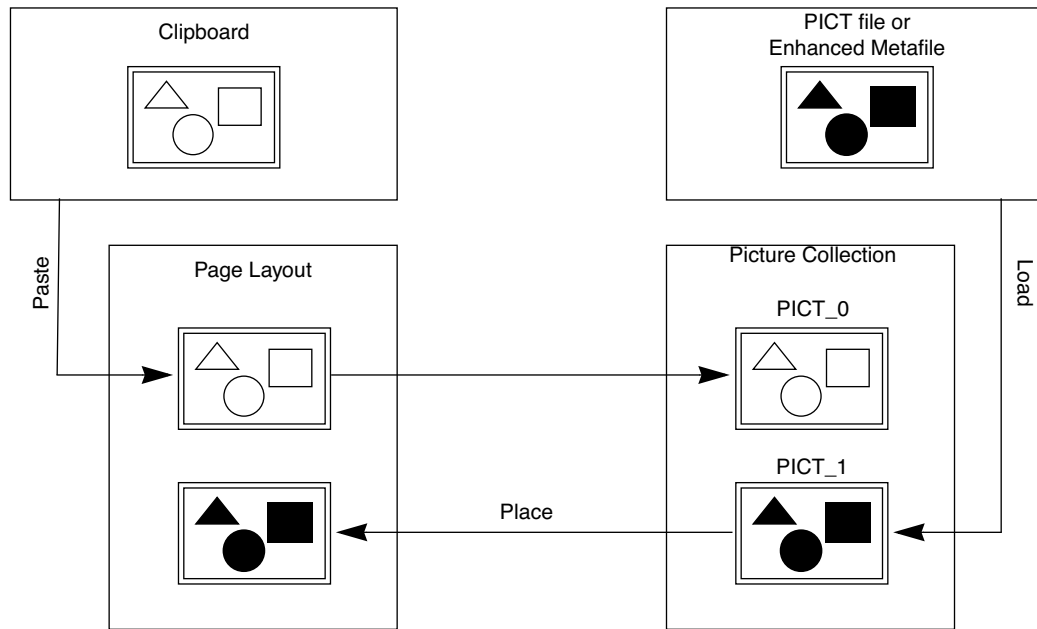 Clipboard
PICT file or
Enhanced Metafile
Paste
Load
Page Layout
Picture Collection
PICT_0
PICT_1
Place